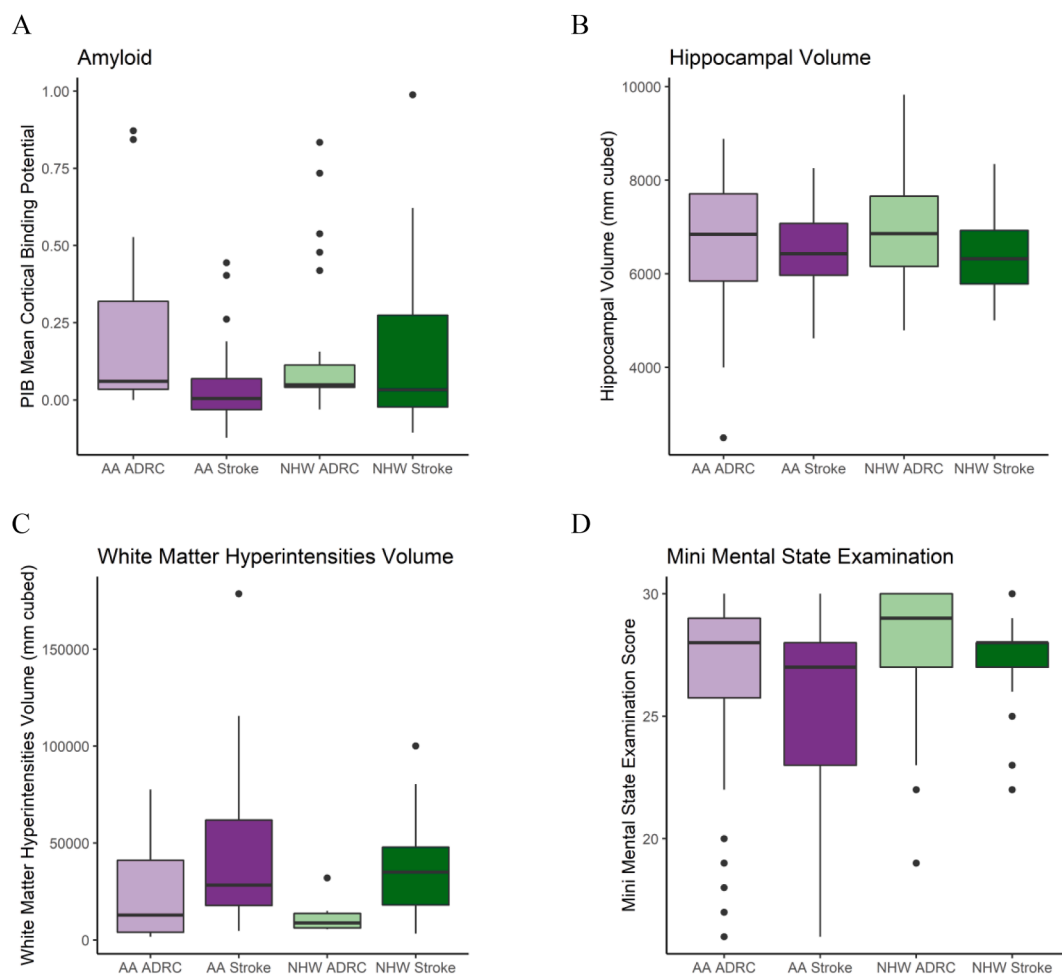 A
Amyloid
PIB Mean Cortical Binding Potential
1.00
0.75
0.50
0.25
0.00
AA ADRC
AA Stroke
NHW ADRC
NHW Stroke
B
Hippocampal Volume
Hippocampal Volume (mm cubed)
10000
8000
6000
4000
AA ADRC
AA Stroke
NHW ADRC
NHW Stroke
C
White Matter Hyperintensities Volume
White Matter Hyperintensities Volume (mm cubed)
150000
100000
50000
0
AA ADRC
AA Stroke
NHW ADRC
NHW Stroke
D
Mini Mental State Examination
Mini Mental State Examination Score
30
25
20
AA ADRC
AA Stroke
NHW ADRC
NHW Stroke